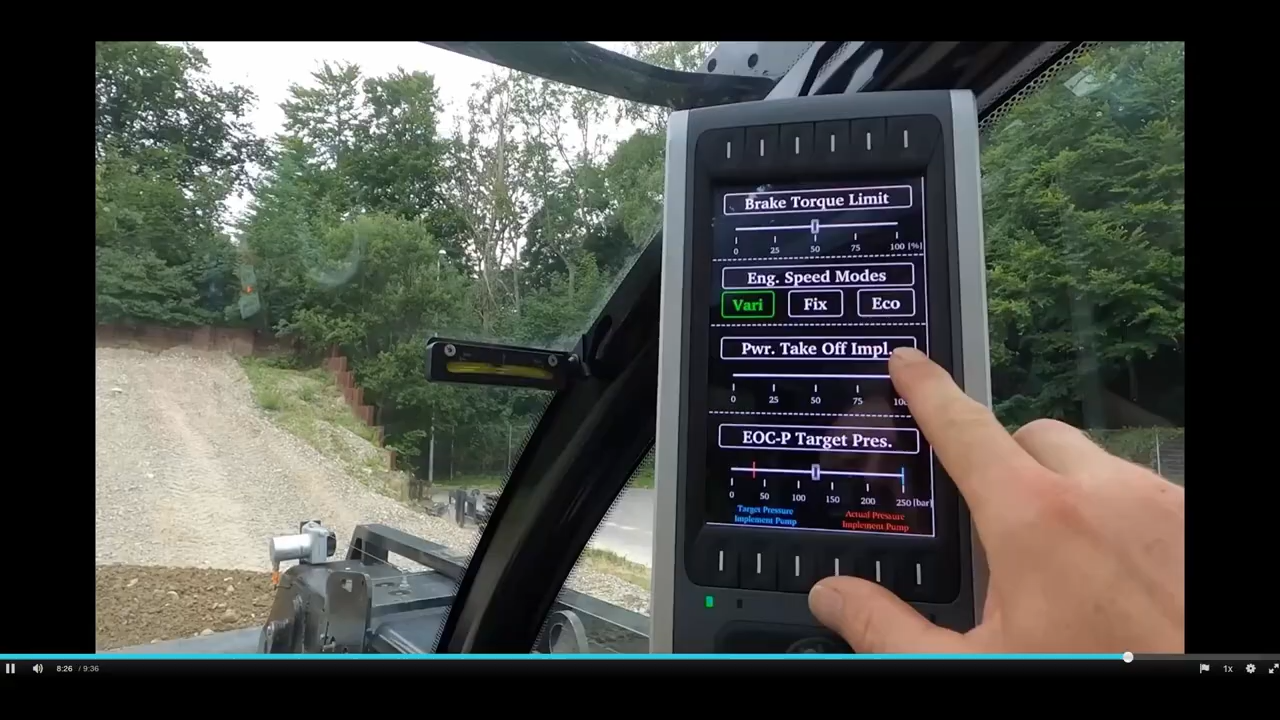 Brake Torque Limit
0 25 50 75 100 [%]
Eng. Speed Modes
Vari Fix Eco
Pwr. Take Off Impl.
0 25 50 75
EOC-P Target Pres.
0 50 100 150 200 250 [bar]
Target Pressure
Implement Pump
Actual Pressure
Implement Pump
8:26 / 9:36
1x